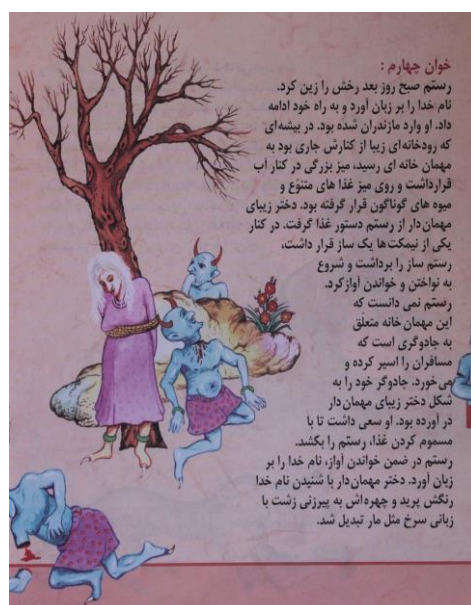 خوان چهارم :
رستم صبح روز بعد رخش را زین کرد.
نام خدا را بر زبان آورد و به راه خود ادامه
داد. او وارد مازندران شده بود. در بیشه‌ای
که رودخانه‌ای زیبا از کنارش جاری بود به
مهمان خانه ای رسید، میز بزرگی در کنار آب
قرارداشت و روی میز غذا های متنوّع و
میوه های گوناگون قرار گرفته بود. دختر زیبای
مهمان‌دار از رستم دستور غذا گرفت. در کنار
یکی از نیمکت‌ها یک ساز قرار داشت،
رستم ساز را برداشت و شروع
به نواختن و خواندن آوازکرد.
رستم نمی دانست که
این مهمان خانه متعلّق
به جادوگری است که
مسافران را اسیر کرده و
می‌خورد. جادوگر خود را به
شکل دختر زیبای مهمان‌دار
در آورده بود. او سعی داشت تا با
مسموم کردن غذا، رستم را بکشد.
رستم در ضمن خواندن آواز، نام خدا را بر
زبان آورد. دختر مهمان‌دار با شنیدن نام خدا
رنگش پرید و چهره‌اش به پیرزنی زشت با
زبانی سرخ مثل مار تبدیل شد.